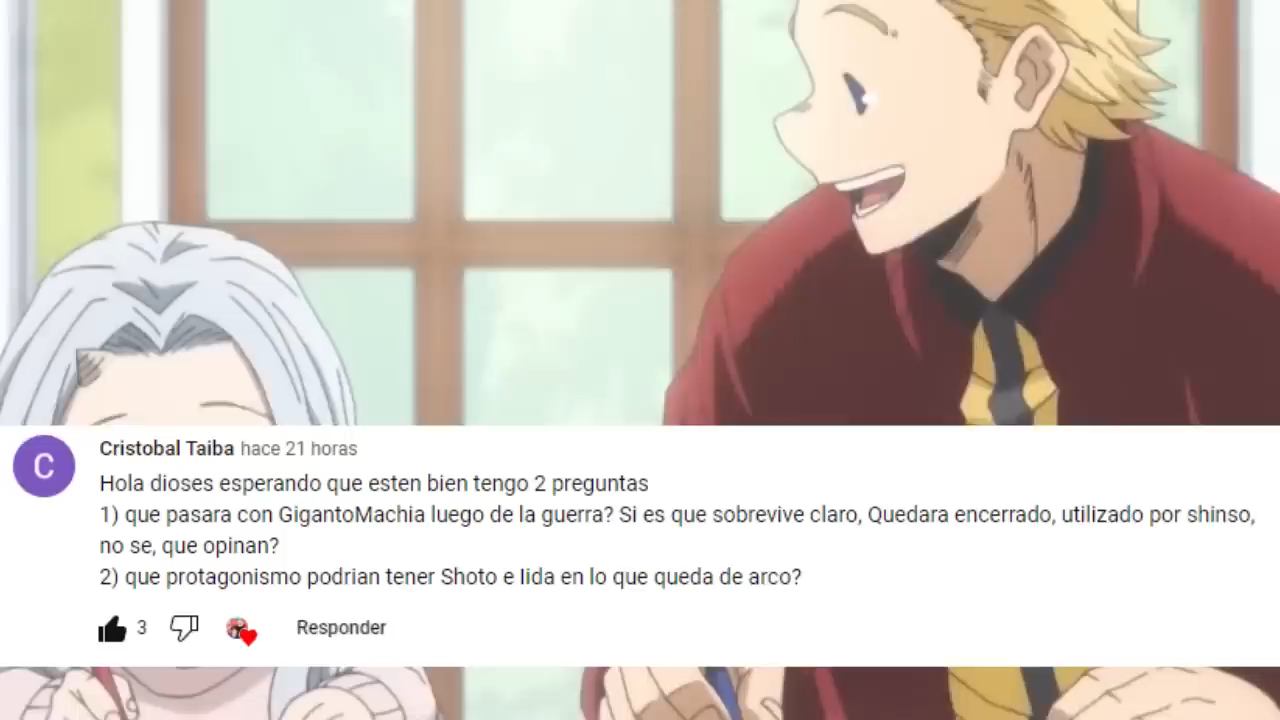 C
Cristobal Taiba hace 21 horas
Hola dioses esperando que esten bien tengo 2 preguntas
1) que pasara con GigantoMachia luego de la guerra? Si es que sobrevive claro, Quedara encerrado, utilizado por shinso,
no se, que opinan?
2) que protagonismo podrian tener Shoto e Iida en lo que queda de arco?
3 Responder